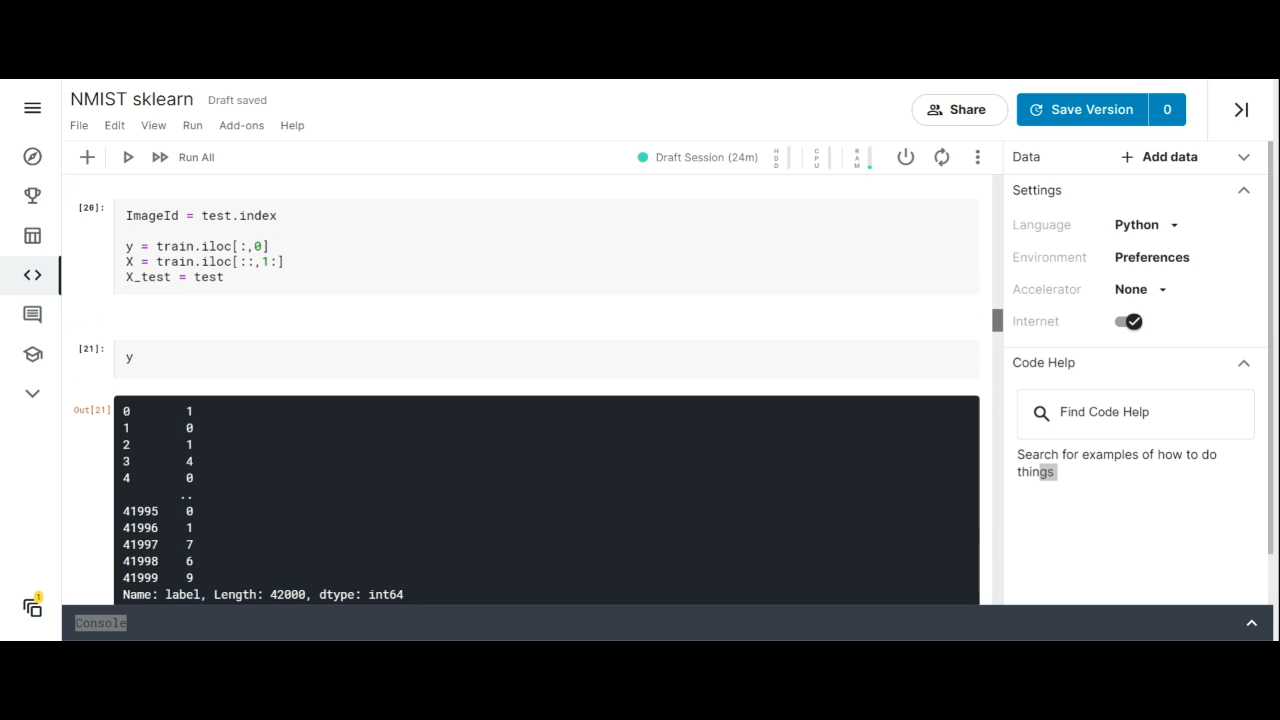 NMIST sklearn Draft saved
Share
Save Version 0
File Edit View Run Add-ons Help
Run All
Draft Session (24m)
HDD
CPU
RAM
Data
Add data
Settings
Language Python
Environment Preferences
Accelerator None
Internet
Code Help
Find Code Help
Search for examples of how to do
things
[20]:
ImageId = test.index
y = train.iloc[:,0]
X = train.iloc[::,1:]
X_test = test
[21]:
y
Out[21]
0 1
1 0
2 1
3 4
4 0
..
41995 0
41996 1
41997 7
41998 6
41999 9
Name: label, Length: 42000, dtype: int64
1
Console